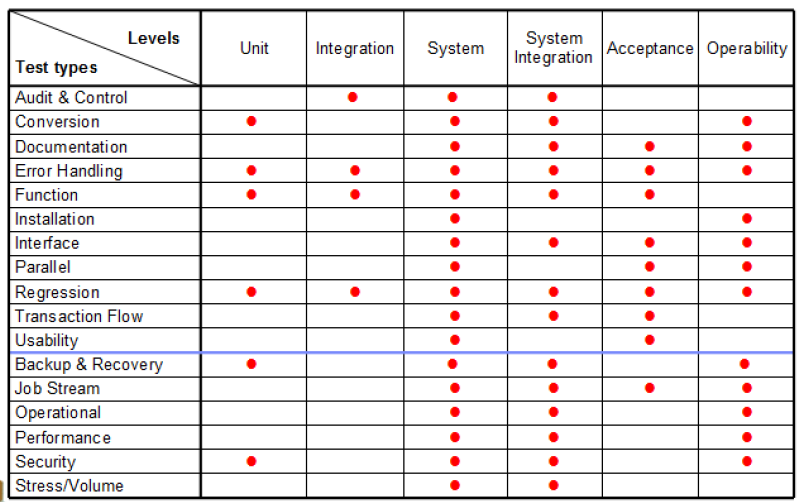 Levels
Test types
Unit
Integration
System
System
Integration
Acceptance
Operability
Audit & Control
Conversion
Documentation
Error Handling
Function
Installation
Interface
Parallel
Regression
Transaction Flow
Usability
Backup & Recovery
Job Stream
Operational
Performance
Security
Stress/Volume